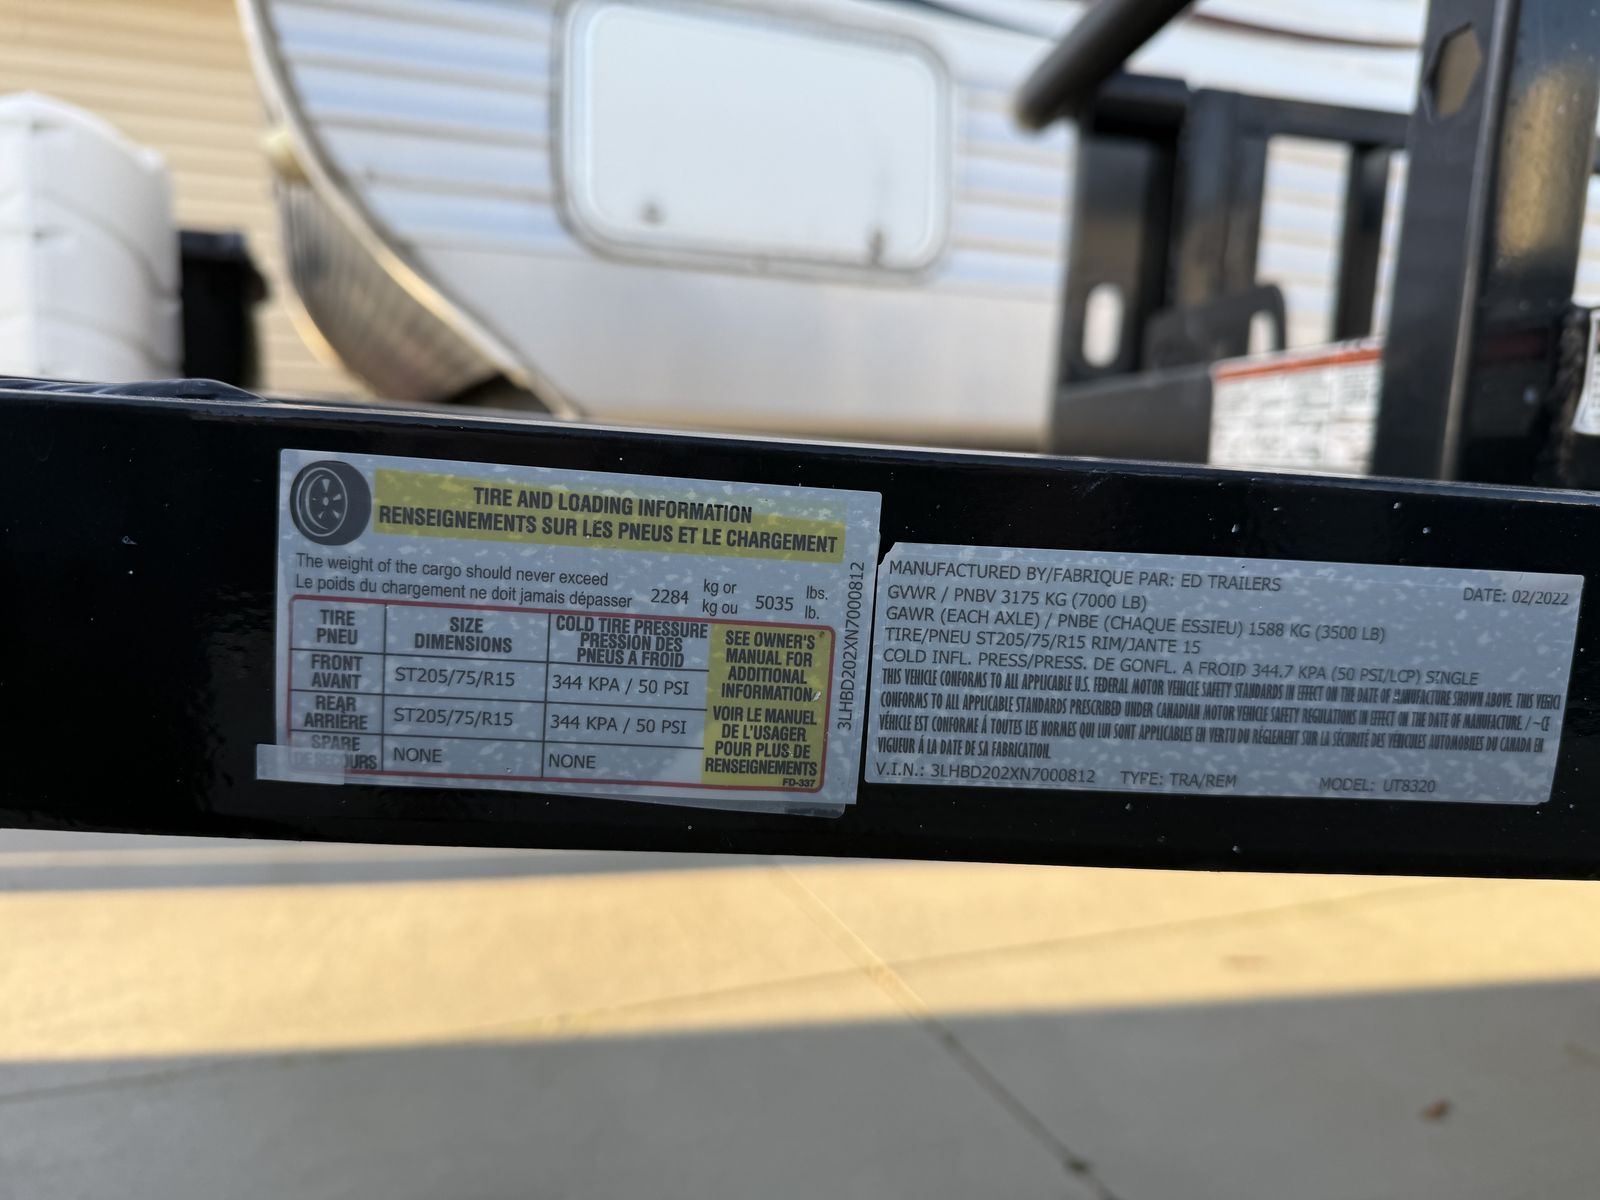 TIRE AND LOADING INFORMATION
RENSEIGNEMENTS SUR LES PNEUS ET LE CHARGEMENT
The weight of the cargo should never exceed
Le poids du chargement ne doit jamais dépasser
2284 kg or 5035 lbs.
kg ou lb.
TIRE PNEU
SIZE DIMENSIONS
COLD TIRE PRESSURE PRESSION DES PNEUS A FROID
FRONT AVANT
ST205/75/R15
344 KPA / 50 PSI
REAR ARRIÈRE
ST205/75/R15
344 KPA / 50 PSI
SPARE DE SECOURS
NONE
NONE
SEE OWNER'S
MANUAL FOR
ADDITIONAL
INFORMATION
VOIR LE MANUEL
DE L'USAGER
POUR PLUS DE
RENSEIGNEMENTS
FD-337
3LHBD202XN7000812
MANUFACTURED BY/FABRIQUE PAR: ED TRAILERS
DATE: 02/2022
GVWR / PNBV 3175 KG (7000 LB)
GAWR (EACH AXLE) / PNBE (CHAQUE ESSIEU) 1588 KG (3500 LB)
TIRE/PNEU ST205/75/R15 RIM/JANTE 15
COLD INFL. PRESS/PRESS. DE GONFL. A FROID 344.7 KPA (50 PSI/LCP) SINGLE
THIS VEHICLE CONFORMS TO ALL APPLICABLE U.S. FEDERAL MOTOR VEHICLE SAFETY STANDARDS IN EFFECT ON THE DATE OF MANUFACTURE SHOWN ABOVE. THIS VEHICL
CONFORMS TO ALL APPLICABLE STANDARDS PRESCRIBED UNDER CANADIAN MOTOR VEHICLE SAFETY REGULATIONS IN EFFECT ON THE DATE OF MANUFACTURE / -CE
VÉHICLE EST CONFORME Á TOUTES LES NORMES QUI LUI SONT APPLICABLES EN VERTU DU RÈGLEMENT SUR LA SÉCURITÉ DES VÉHICULES AUTOMOBILES DU CANADA EN
VIGUEUR Á LA DATE DE SA FABRICATION.
V.I.N.: 3LHBD202XN7000812 TYPE: TRA/REM MODEL: UT8320